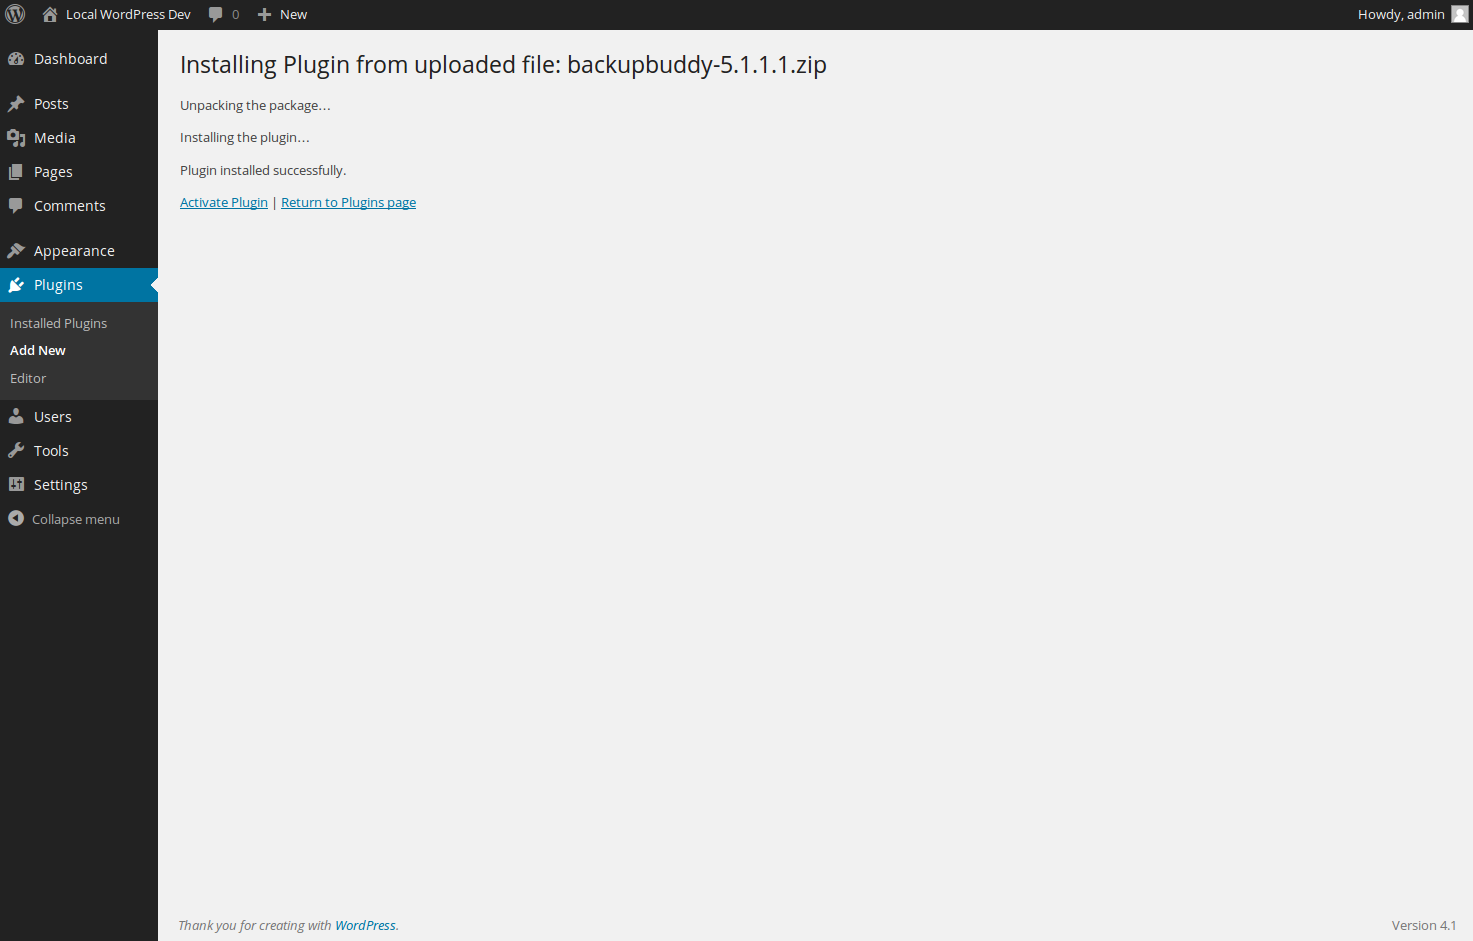 Local WordPress Dev 0 New Howdy, admin
Dashboard
Posts
Media
Pages
Comments
Appearance
Plugins
Installed Plugins
Add New
Editor
Users
Tools
Settings
Collapse menu
Installing Plugin from uploaded file: backupbuddy-5.1.1.1.zip
Unpacking the package…
Installing the plugin…
Plugin installed successfully.
Activate Plugin | Return to Plugins page
Thank you for creating with WordPress. Version 4.1